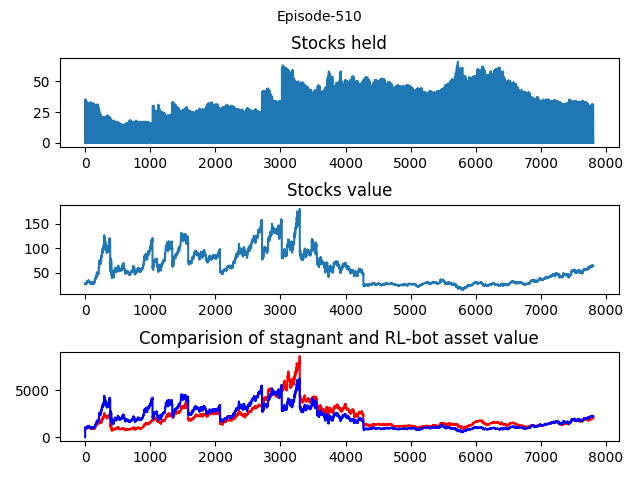 Episode-510
Stocks held
50
25
0
0 1000 2000 3000 4000 5000 6000 7000 8000
Stocks value
150
100
50
0 1000 2000 3000 4000 5000 6000 7000 8000
Comparision of stagnant and RL-bot asset value
5000
0
0 1000 2000 3000 4000 5000 6000 7000 8000